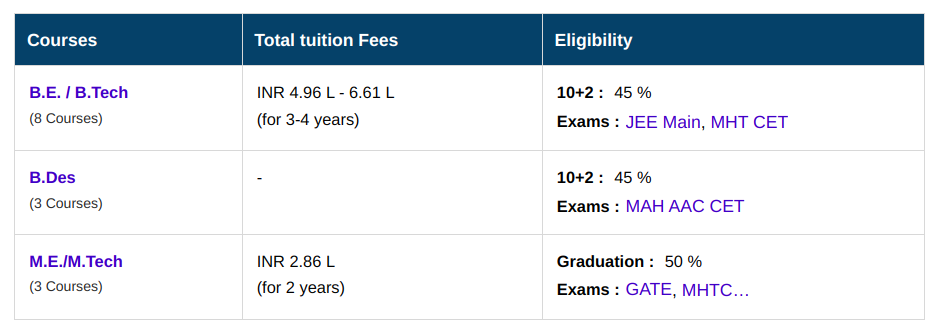 Courses Total tuition Fees Eligibility
B.E. / B.Tech INR 4.96 L - 6.61 L 10+2 : 45 %
(8 Courses) (for 3-4 years) Exams : JEE Main, MHT CET
B.Des - 10+2 : 45 %
(3 Courses) Exams : MAH AAC CET
M.E./M.Tech INR 2.86 L Graduation : 50 %
(3 Courses) (for 2 years) Exams : GATE, MHTC…